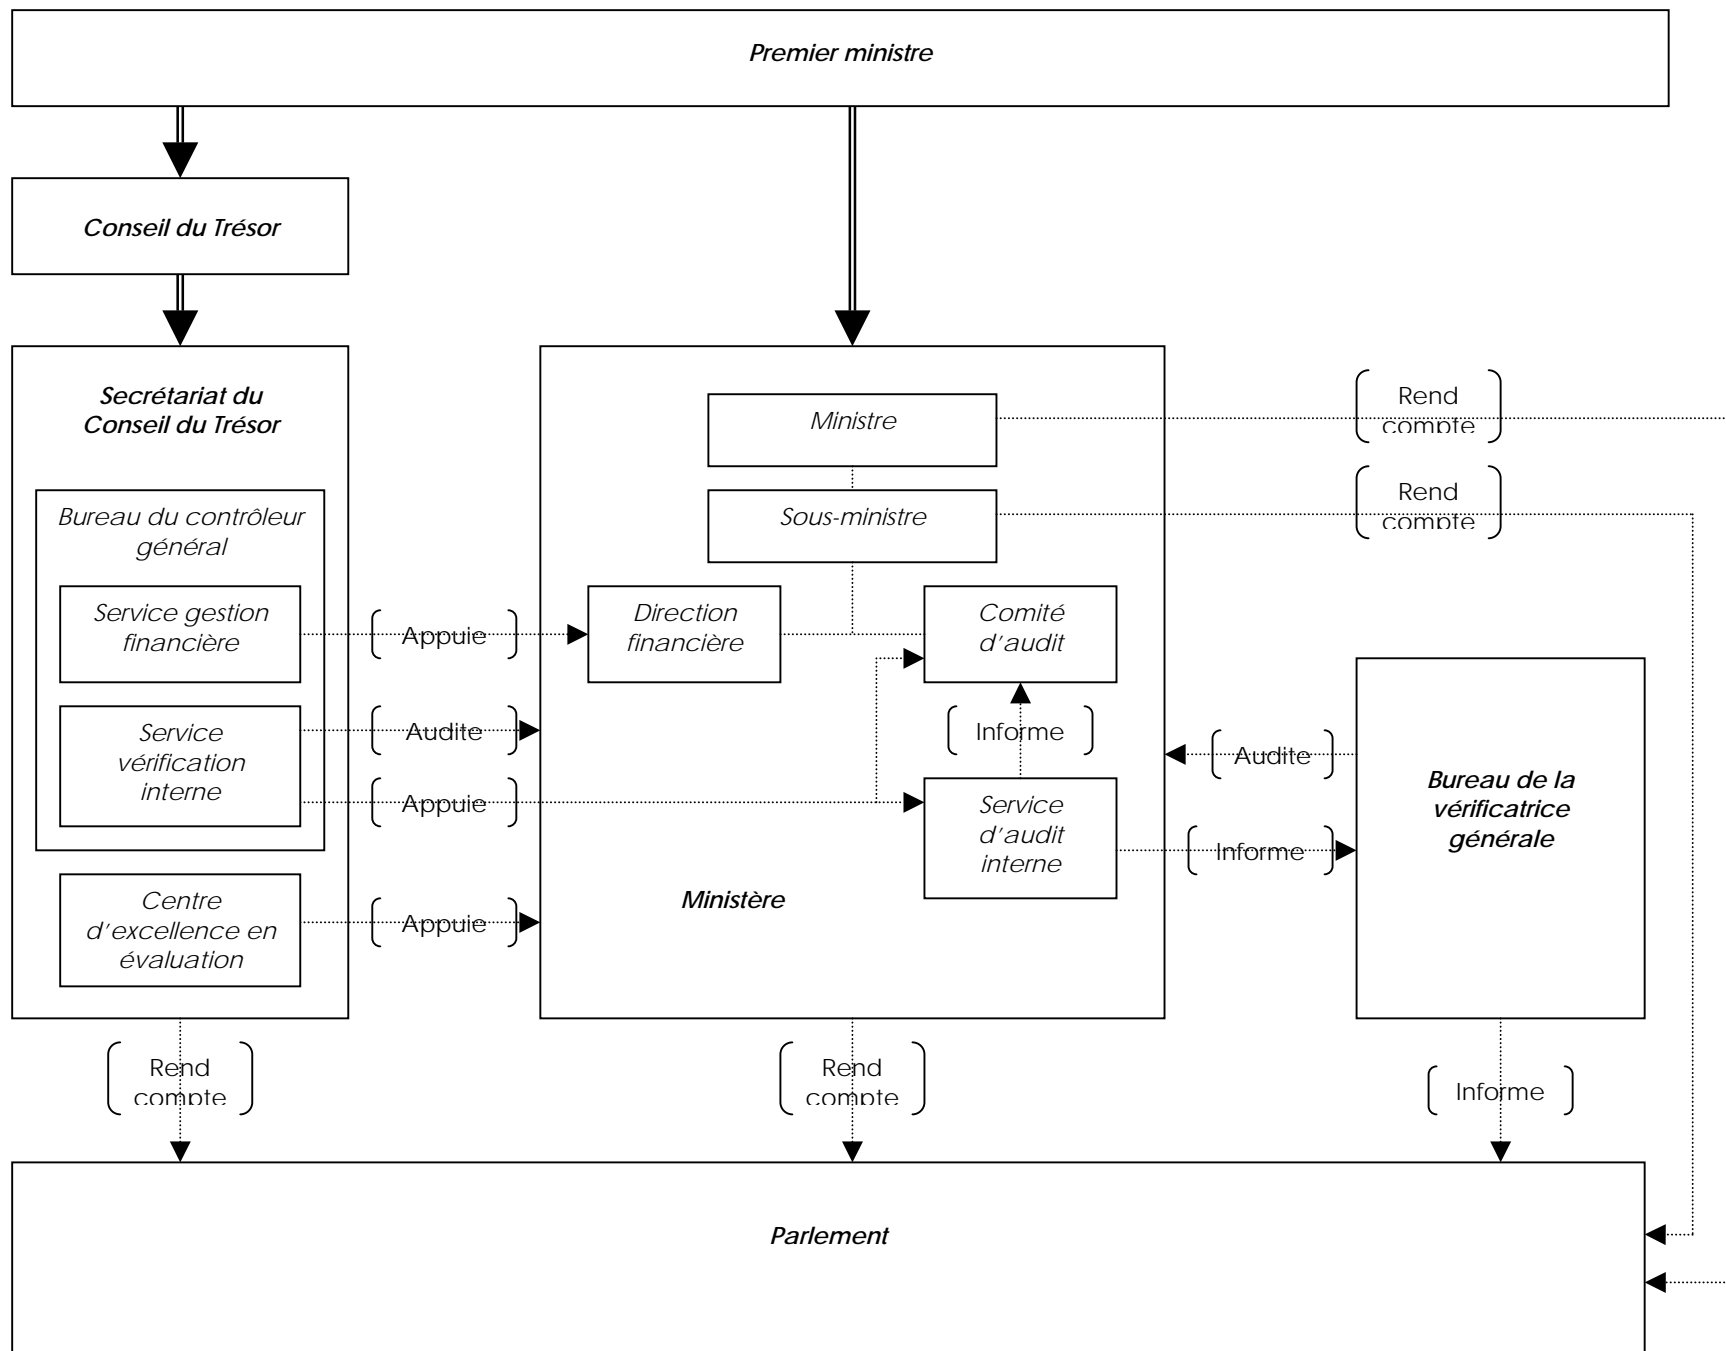 Premier ministre
Conseil du Trésor
Secrétariat du
Conseil du Trésor
Bureau du contrôleur
général
Service gestion
financière
Service
vérification
interne
Centre
d'excellence en
évaluation
Appuie
Audite
Appuie
Appuie
Ministre
Sous-ministre
Direction
financière
Comité
d'audit
Informe
Service
d'audit
interne
Ministère
Rend
compte
Rend
compte
Audite
Informe
Bureau de la
vérificatrice
générale
Rend
compte
Rend
compte
Informe
Parlement